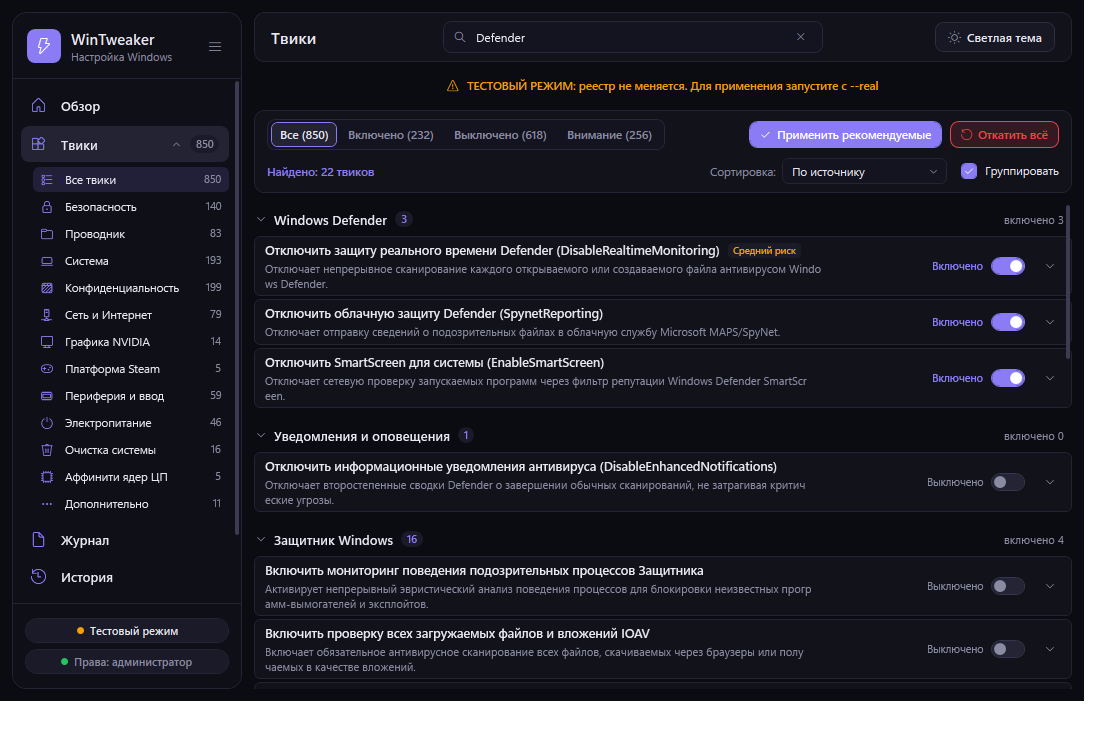 WinTweaker
Настройка Windows
Обзор
Твики 850
Все твики 850
Безопасность 140
Проводник 83
Система 193
Конфиденциальность 199
Сеть и Интернет 79
Графика NVIDIA 14
Платформа Steam 5
Периферия и ввод 59
Электропитание 46
Очистка системы 16
Аффинити ядер ЦП 5
Дополнительно 11
Журнал
История
Тестовый режим
Права: администратор
Твики
Defender
Светлая тема
ТЕСТОВЫЙ РЕЖИМ: реестр не меняется. Для применения запустите с --real
Все (850) Включено (232) Выключено (618) Внимание (256)
Применить рекомендуемые
Откатить всё
Найдено: 22 твиков
Сортировка: По источнику
Группировать
Windows Defender 3 включено 3
Отключить защиту реального времени Defender (DisableRealtimeMonitoring) Средний риск
Отключает непрерывное сканирование каждого открываемого или создаваемого файла антивирусом Windo
ws Defender.
Включено
Отключить облачную защиту Defender (SpynetReporting)
Отключает отправку сведений о подозрительных файлах в облачную службу Microsoft MAPS/SpyNet.
Включено
Отключить SmartScreen для системы (EnableSmartScreen)
Отключает сетевую проверку запускаемых программ через фильтр репутации Windows Defender SmartScr
een.
Включено
Уведомления и оповещения 1 включено 0
Отключить информационные уведомления антивируса (DisableEnhancedNotifications)
Отключает второстепенные сводки Defender о завершении обычных сканирований, не затрагивая критич
еские угрозы.
Выключено
Защитник Windows 16 включено 4
Включить мониторинг поведения подозрительных процессов Защитника
Активирует непрерывный эвристический анализ поведения процессов для блокировки неизвестных прогр
амм-вымогателей и эксплойтов.
Выключено
Включить проверку всех загружаемых файлов и вложений IOAV
Включает обязательное антивирусное сканирование всех файлов, скачиваемых через браузеры или полу
чаемых в качестве вложений.
Выключено